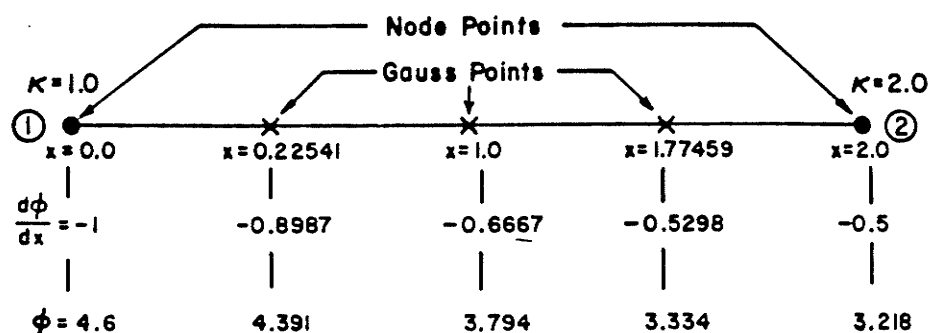 Node Points
Gauss Points
K=1.0 K=2.0
1 2
x=0.0 x=0.22541 x=1.0 x=1.77459 x=2.0
dφ/dx = -1 -0.8987 -0.6667 -0.5298 -0.5
φ = 4.6 4.391 3.794 3.334 3.218